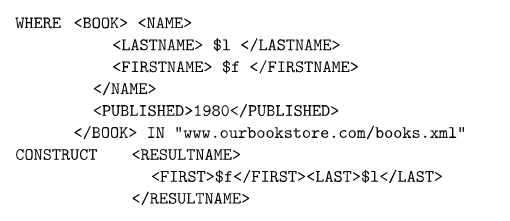 WHERE <BOOK> <NAME>
<LASTNAME> $l </LASTNAME>
<FIRSTNAME> $f </FIRSTNAME>
</NAME>
<PUBLISHED>1980</PUBLISHED>
</BOOK> IN "www.ourbookstore.com/books.xml"
CONSTRUCT <RESULTNAME>
<FIRST>$f</FIRST><LAST>$l</LAST>
</RESULTNAME>